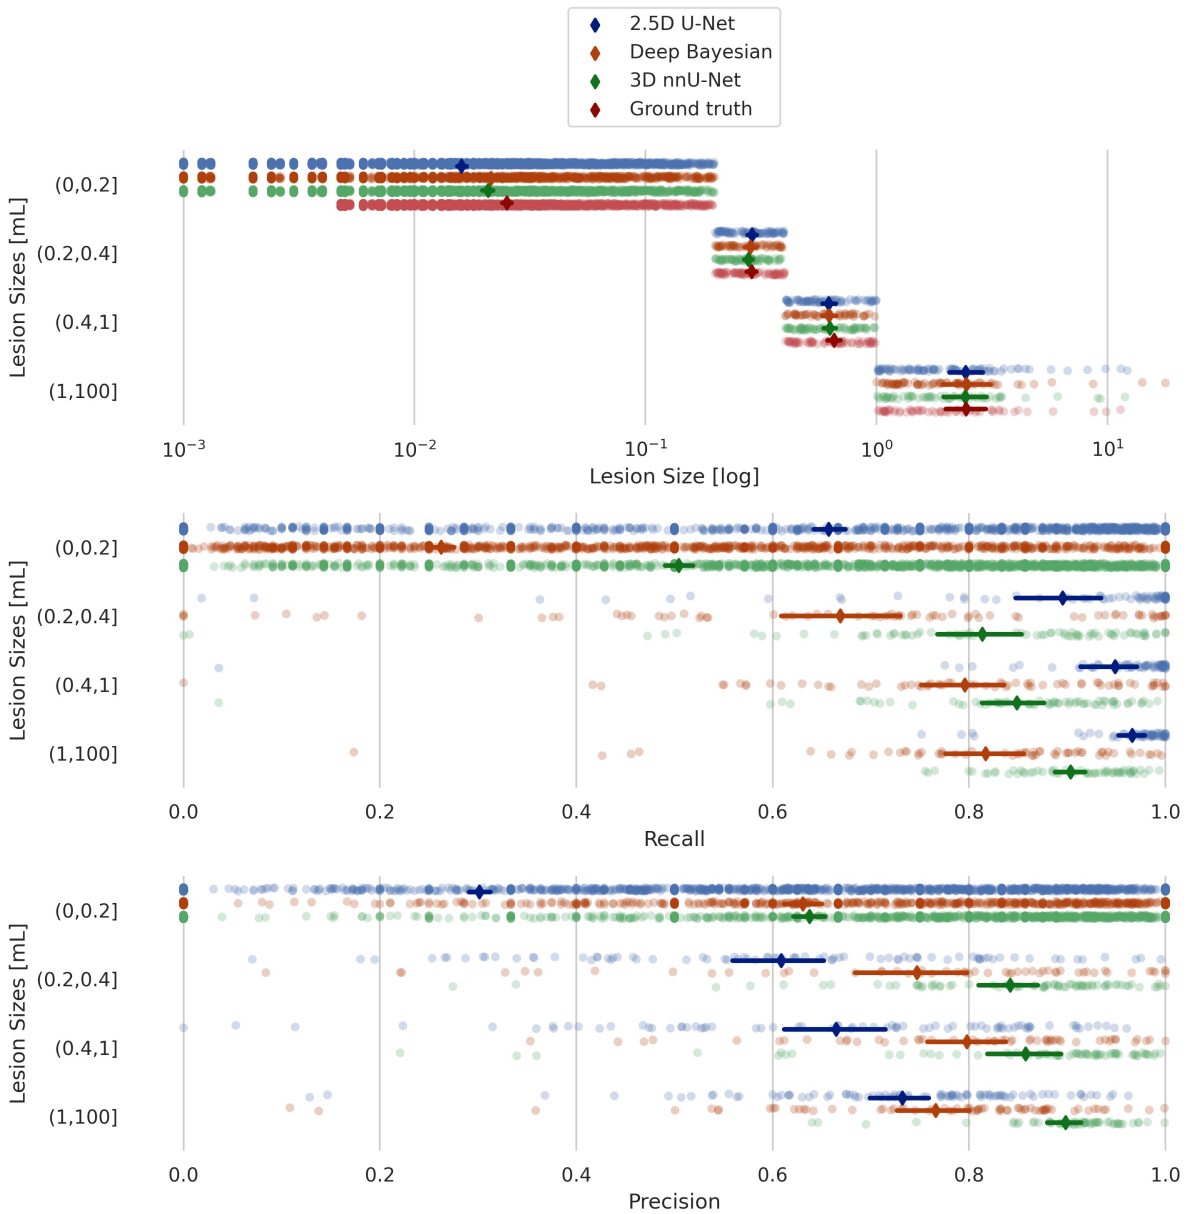 2.5D U-Net
Deep Bayesian
3D nnU-Net
Ground truth
Lesion Sizes [mL]
(0,0.2]
(0.2,0.4]
(0.4,1]
(1,100]
10⁻³ 10⁻² 10⁻¹ 10⁰ 10¹
Lesion Size [log]
Lesion Sizes [mL]
(0,0.2]
(0.2,0.4]
(0.4,1]
(1,100]
0.0 0.2 0.4 0.6 0.8 1.0
Recall
Lesion Sizes [mL]
(0,0.2]
(0.2,0.4]
(0.4,1]
(1,100]
0.0 0.2 0.4 0.6 0.8 1.0
Precision